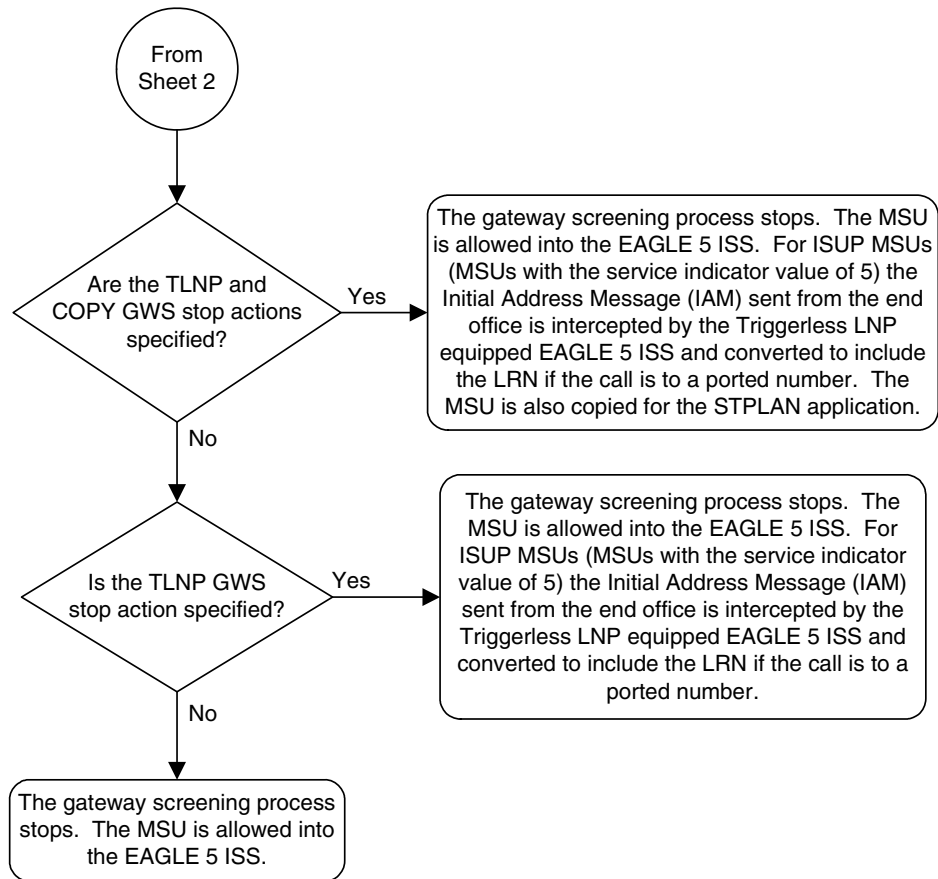 From
Sheet 2
Are the TLNP and
COPY GWS stop actions
specified?
Yes
The gateway screening process stops.  The MSU
is allowed into the EAGLE 5 ISS.  For ISUP MSUs
(MSUs with the service indicator value of 5) the
Initial Address Message (IAM) sent from the end
office is intercepted by the Triggerless LNP
equipped EAGLE 5 ISS and converted to include
the LRN if the call is to a ported number.  The
MSU is also copied for the STPLAN application.
No
Is the TLNP GWS
stop action specified?
Yes
The gateway screening process stops.  The
MSU is allowed into the EAGLE 5 ISS.  For
ISUP MSUs (MSUs with the service indicator
value of 5) the Initial Address Message (IAM)
sent from the end office is intercepted by the
Triggerless LNP equipped EAGLE 5 ISS and
converted to include the LRN if the call is to a
ported number.
No
The gateway screening process
stops.  The MSU is allowed into
the EAGLE 5 ISS.